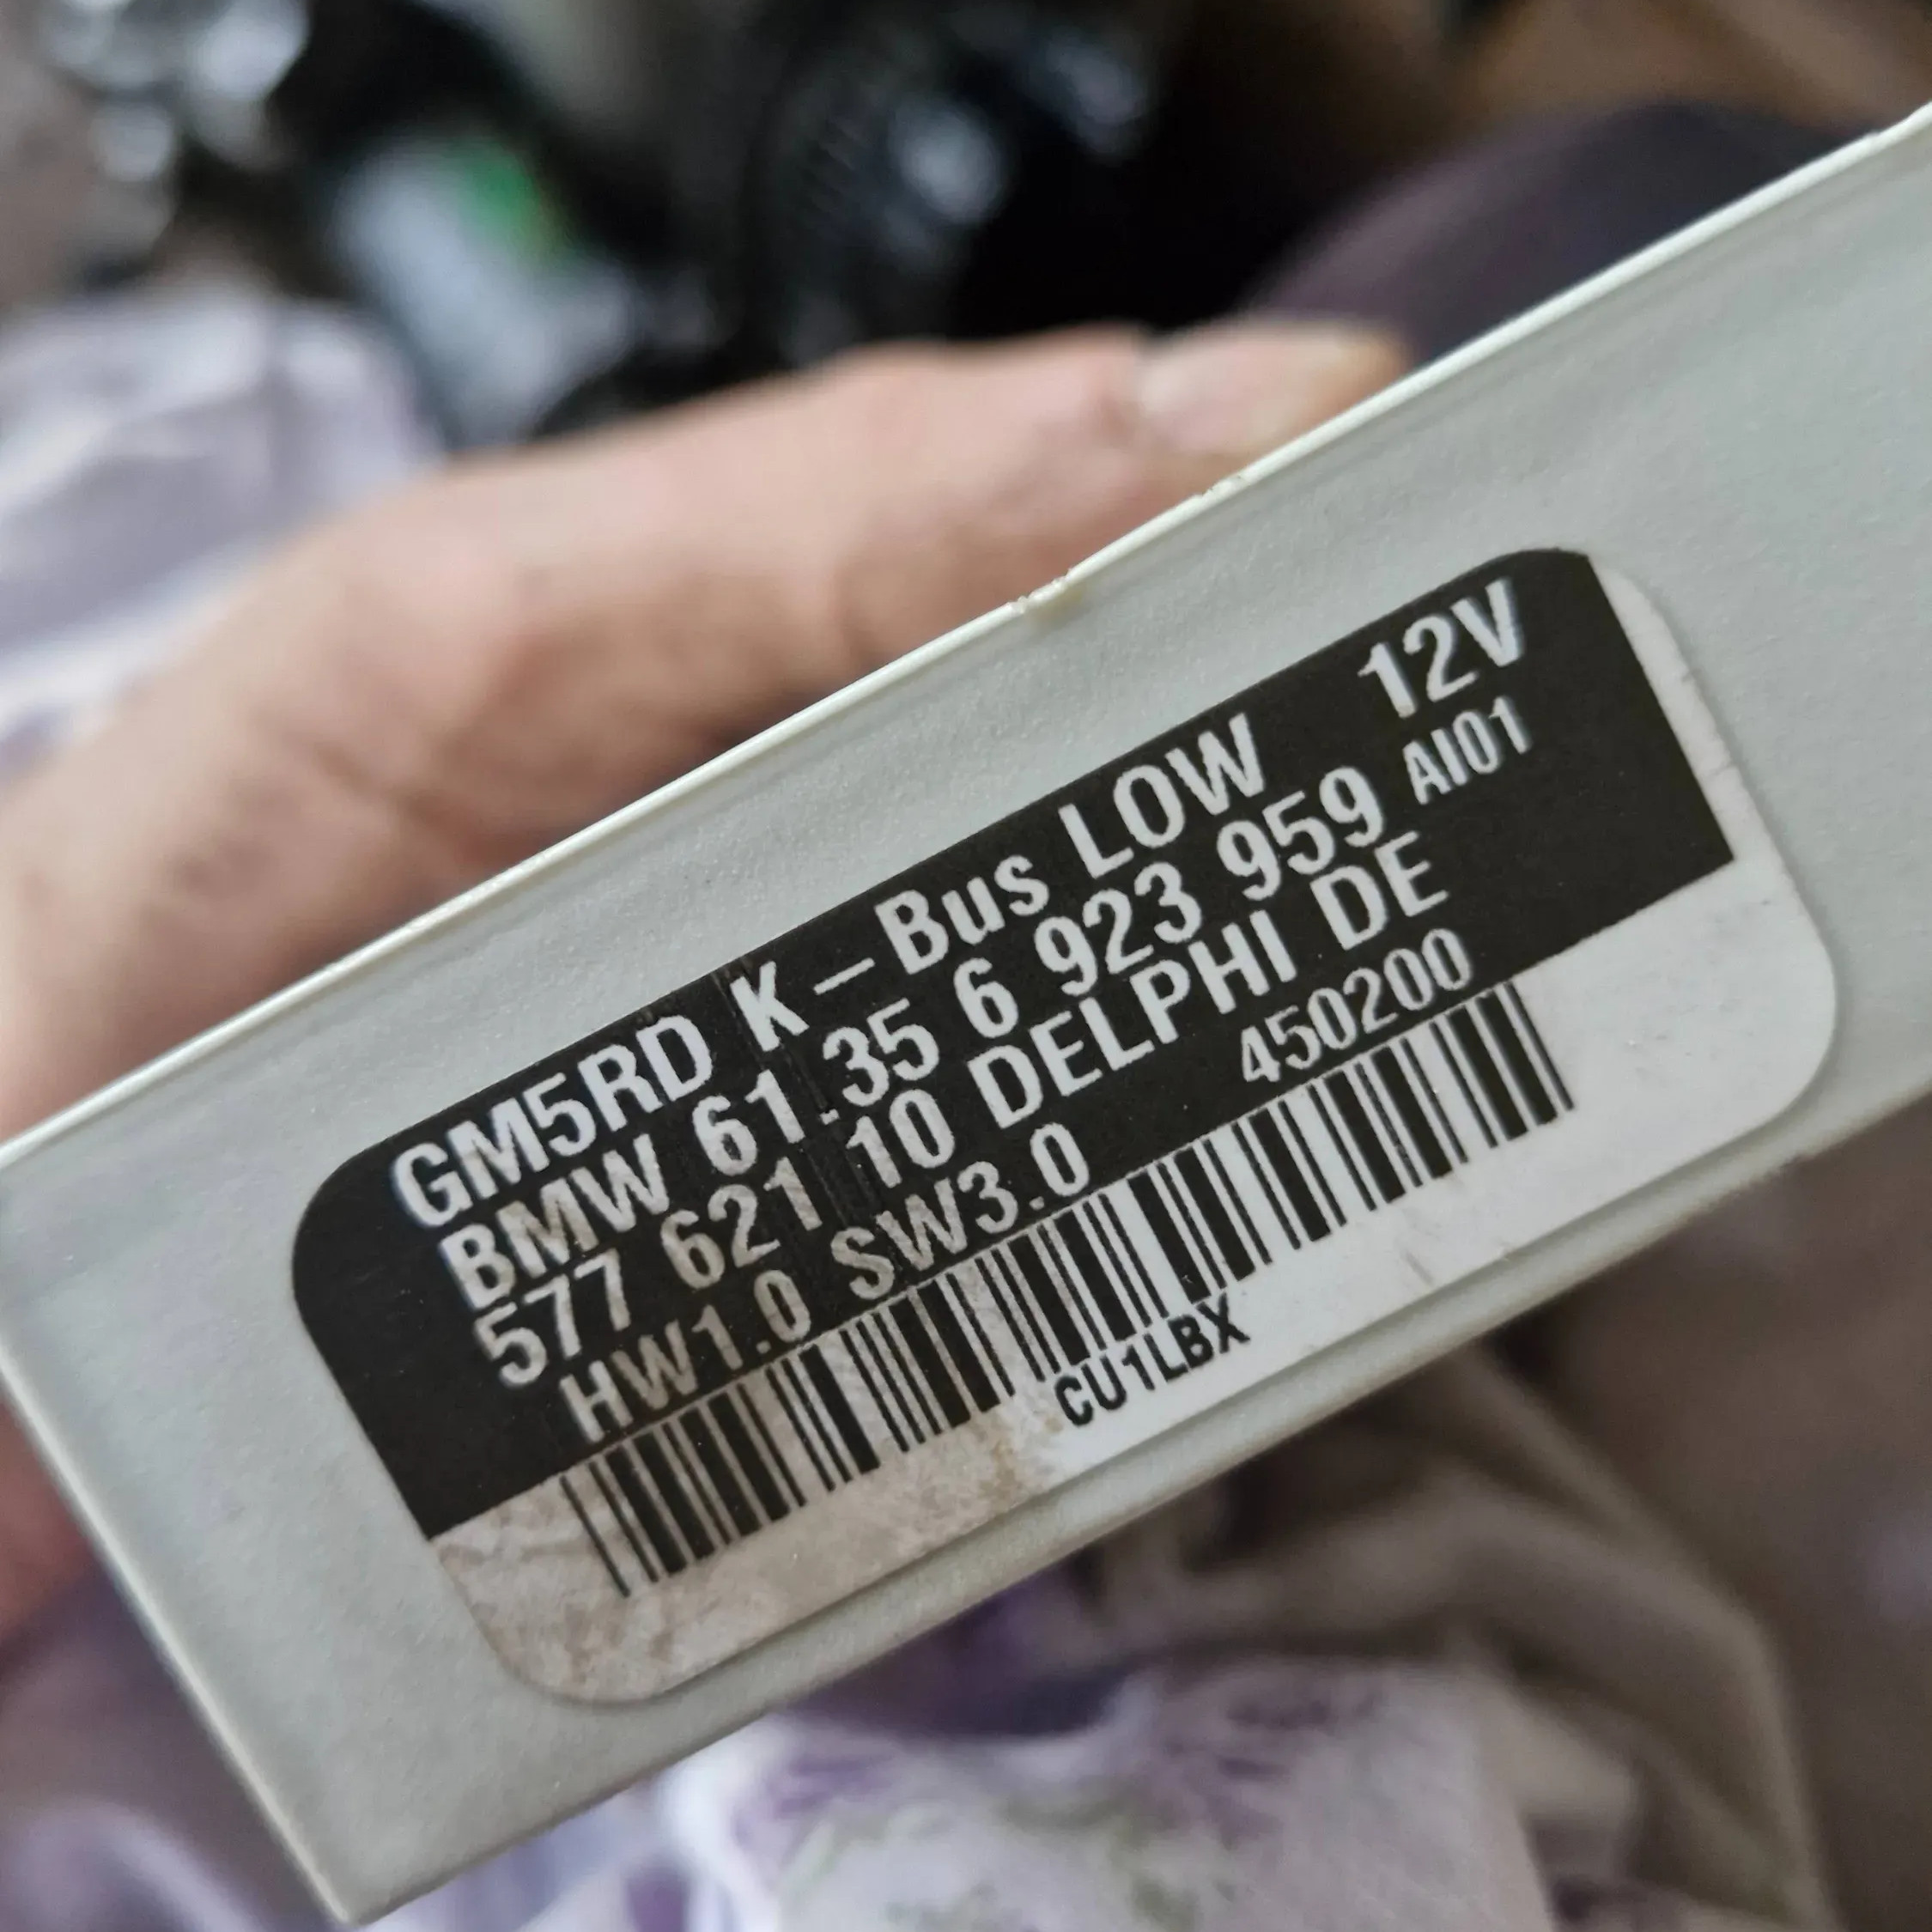 GM5RD K-Bus LOW 12V
BMW 61.35 6 923 959 AI01
577 621 10 DELPHI DE
HW1.0 SW3.0 450200
CU1LBX